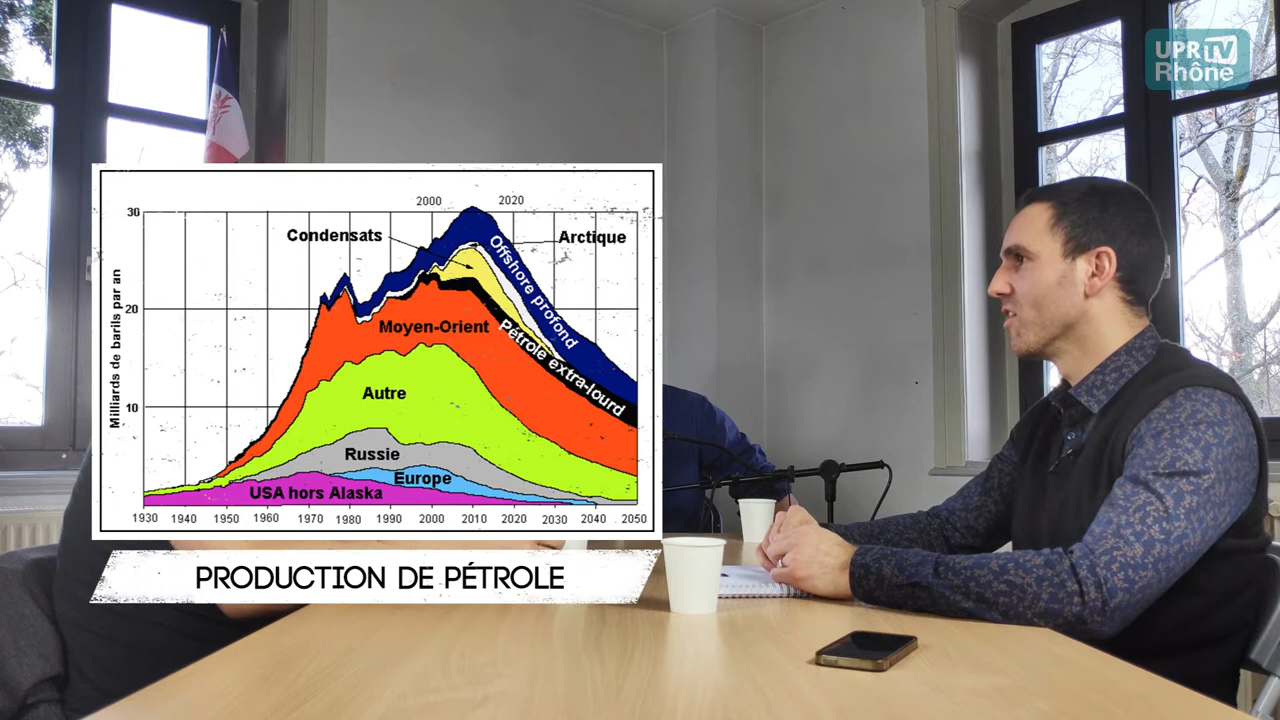 UPR TV
Rhône
2000 2020
30
Condensats
Arctique
Offshore profond
20
Moyen-Orient
Pétrole extra-lourd
Milliards de barils par an
Autre
10
Russie
Europe
USA hors Alaska
1930 1940 1950 1960 1970 1980 1990 2000 2010 2020 2030 2040 2050
PRODUCTION DE PÉTROLE